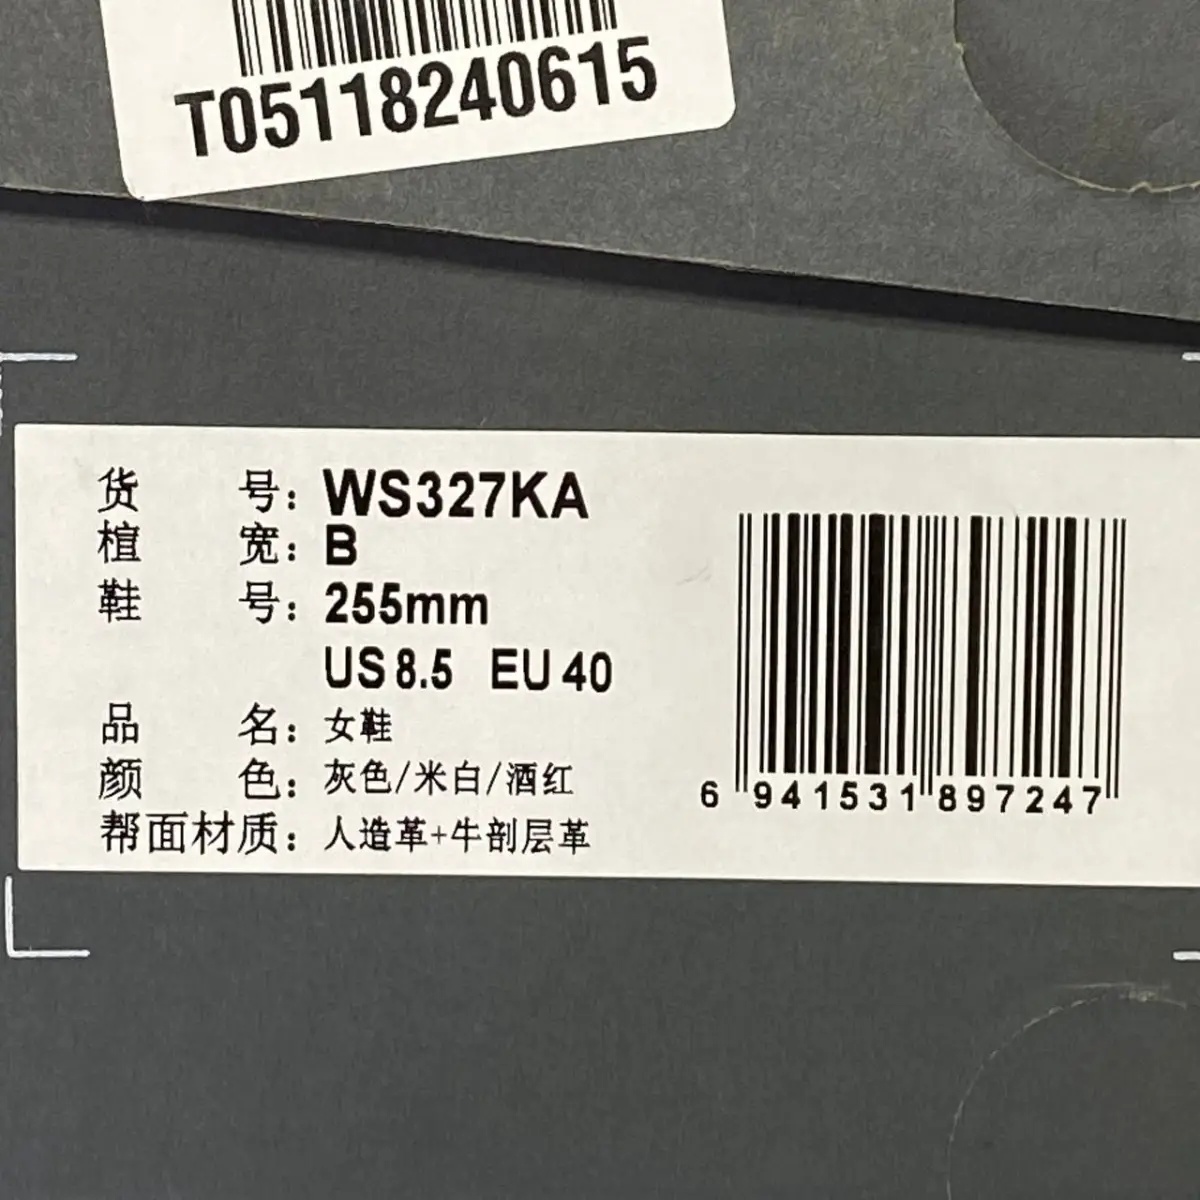 T05118240615
货 号：WS327KA
楦 宽：B
鞋 号：255mm
US 8.5 EU 40
品 名：女鞋
颜 色：灰色/米白/酒红
帮面材质：人造革+牛剖层革
6 941531 897247